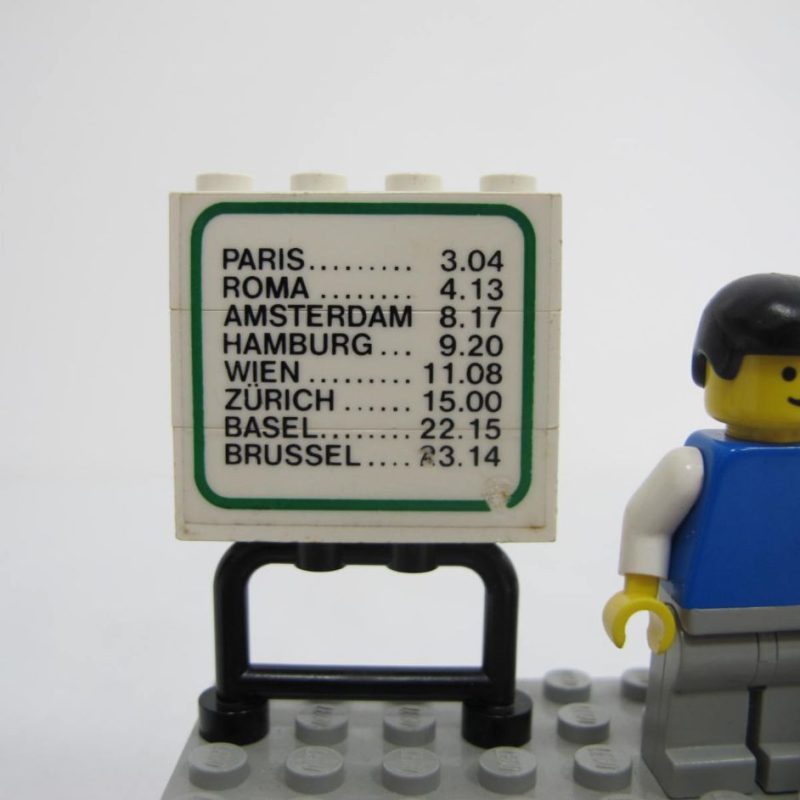 PARIS......... 3.04
ROMA ......... 4.13
AMSTERDAM 8.17
HAMBURG... 9.20
WIEN .......... 11.08
ZÜRICH ...... 15.00
BASEL........ 22.15
BRUSSEL.... 23.14